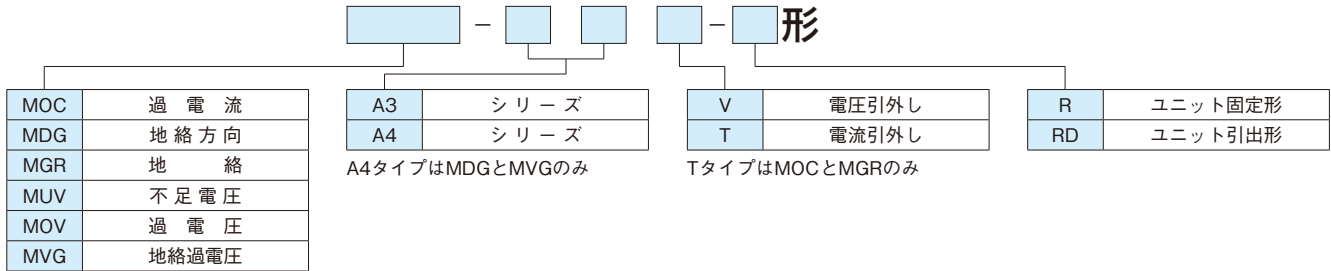 － － 形
MOC 過電流
MDG 地絡方向
MGR 地絡
MUV 不足電圧
MOV 過電圧
MVG 地絡過電圧
A3 シリーズ
A4 シリーズ
A4タイプはMDGとMVGのみ
V 電圧引外し
T 電流引外し
TタイプはMOCとMGRのみ
R ユニット固定形
RD ユニット引出形